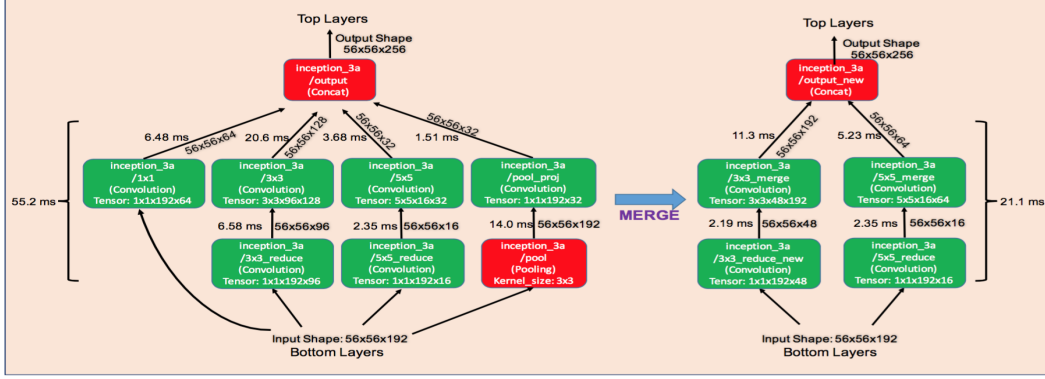 Top Layers
Output Shape
56x56x256
inception_3a
/output
(Concat)
6.48 ms
56x56x64
20.6 ms
56x56x128
3.68 ms
56x56x32
1.51 ms
56x56x32
55.2 ms
inception_3a
/1x1
(Convolution)
Tensor: 1x1x192x64
inception_3a
/3x3
(Convolution)
Tensor: 3x3x96x128
inception_3a
/5x5
(Convolution)
Tensor: 5x5x16x32
inception_3a
/pool_proj
(Convolution)
Tensor: 1x1x192x32
6.58 ms
56x56x96
2.35 ms
56x56x16
14.0 ms
56x56x192
inception_3a
/3x3_reduce
(Convolution)
Tensor: 1x1x192x96
inception_3a
/5x5_reduce
(Convolution)
Tensor: 1x1x192x16
inception_3a
/pool
(Pooling)
Kernel_size: 3x3
Input Shape: 56x56x192
Bottom Layers
MERGE
Top Layers
Output Shape
56x56x256
inception_3a
/output_new
(Concat)
11.3 ms
56x56x192
5.23 ms
56x56x64
inception_3a
/3x3_merge
(Convolution)
Tensor: 3x3x48x192
inception_3a
/5x5_merge
(Convolution)
Tensor: 5x5x16x64
21.1 ms
2.19 ms
56x56x48
2.35 ms
56x56x16
inception_3a
/3x3_reduce_new
(Convolution)
Tensor: 1x1x192x48
inception_3a
/5x5_reduce
(Convolution)
Tensor: 1x1x192x16
Input Shape: 56x56x192
Bottom Layers